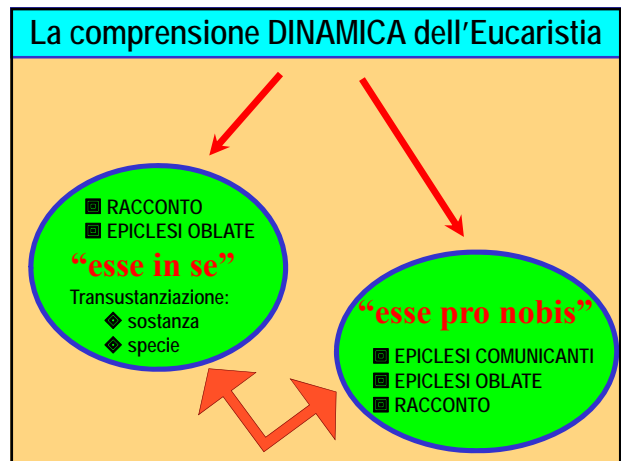 La comprensione DINAMICA dell'Eucaristia
RACCONTO
EPICLESI OBLATE
“esse in se”
Transustanziazione:
sostanza
specie
“esse pro nobis”
EPICLESI COMUNICANTI
EPICLESI OBLATE
RACCONTO